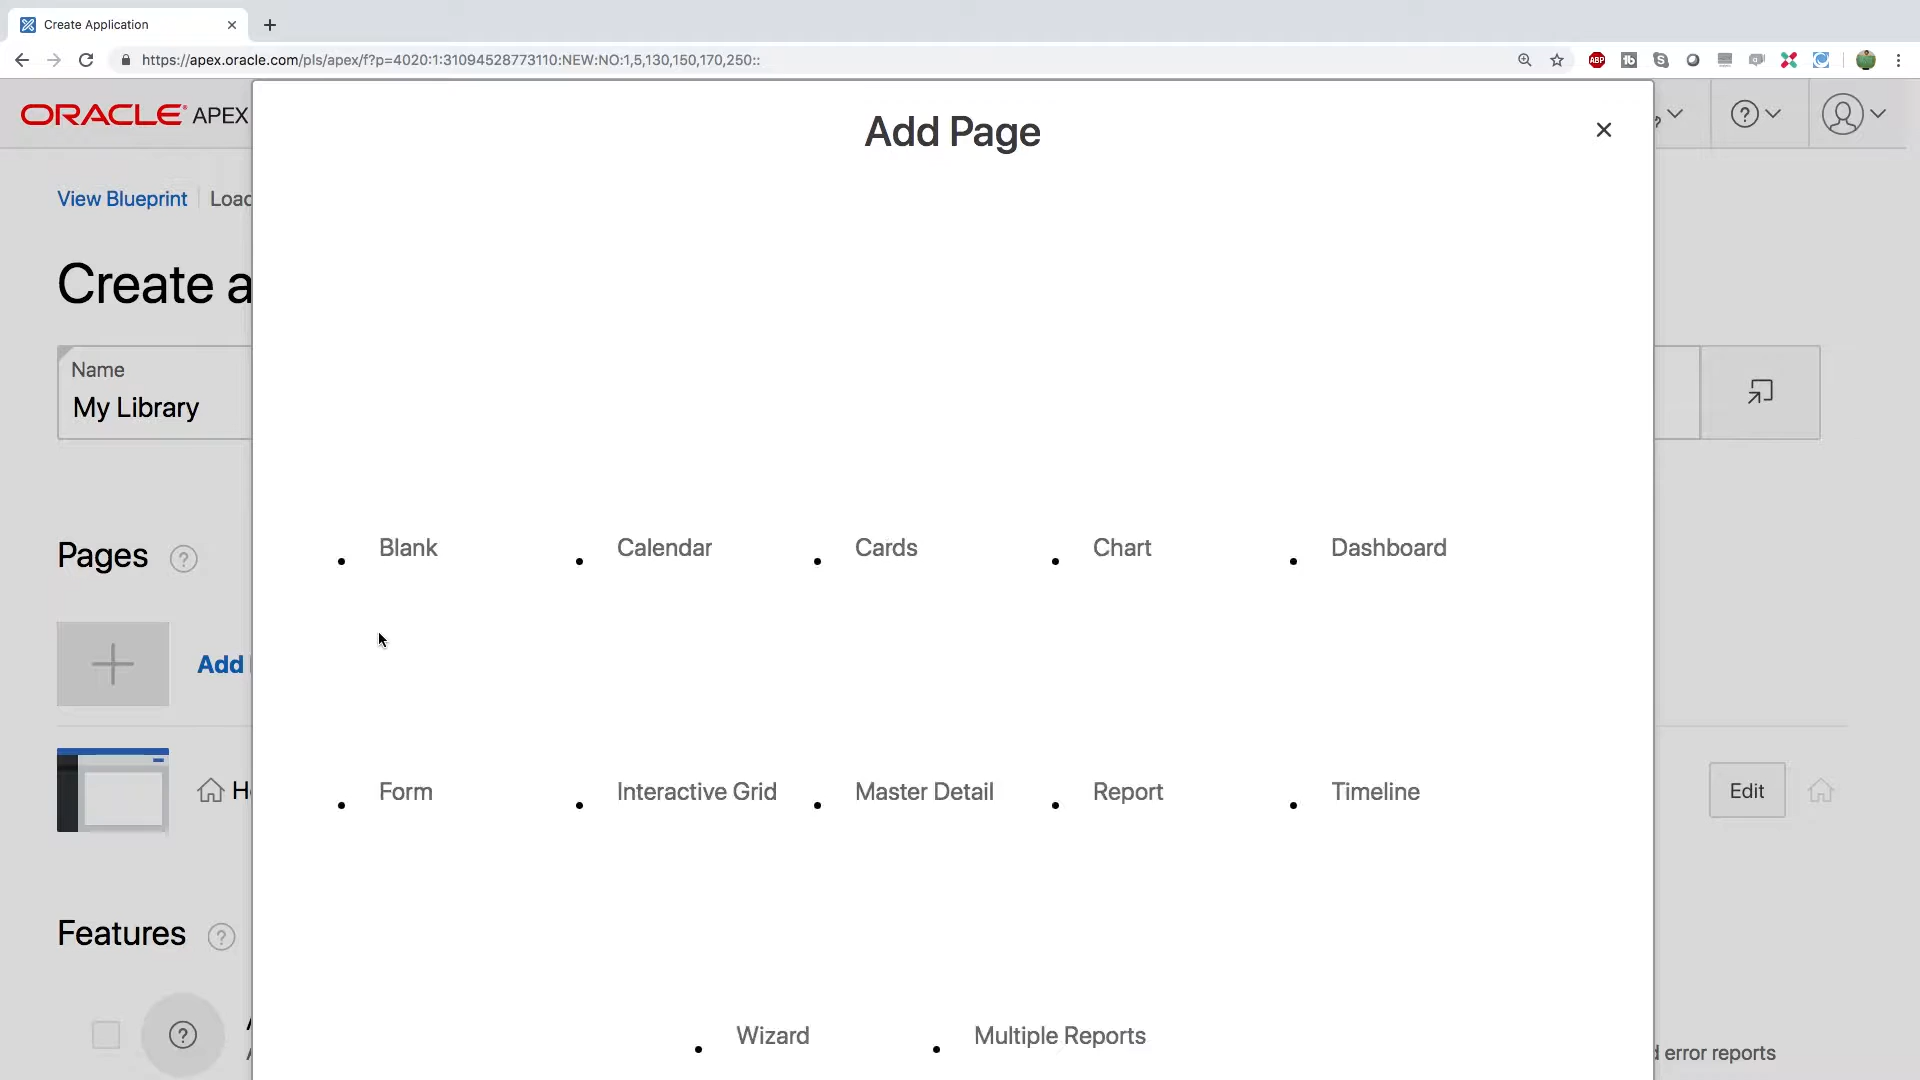 Create Application
https://apex.oracle.com/pls/apex/f?p=4020:1:31094528773110:NEW:NO:1,5,130,150,170,250::
ABP
ORACLE APEX
Add Page
View Blueprint
Create a
Name
My Library
Pages
Blank
Calendar
Cards
Chart
Dashboard
Add
Form
Interactive Grid
Master Detail
Report
Timeline
Edit
Features
Wizard
Multiple Reports
error reports